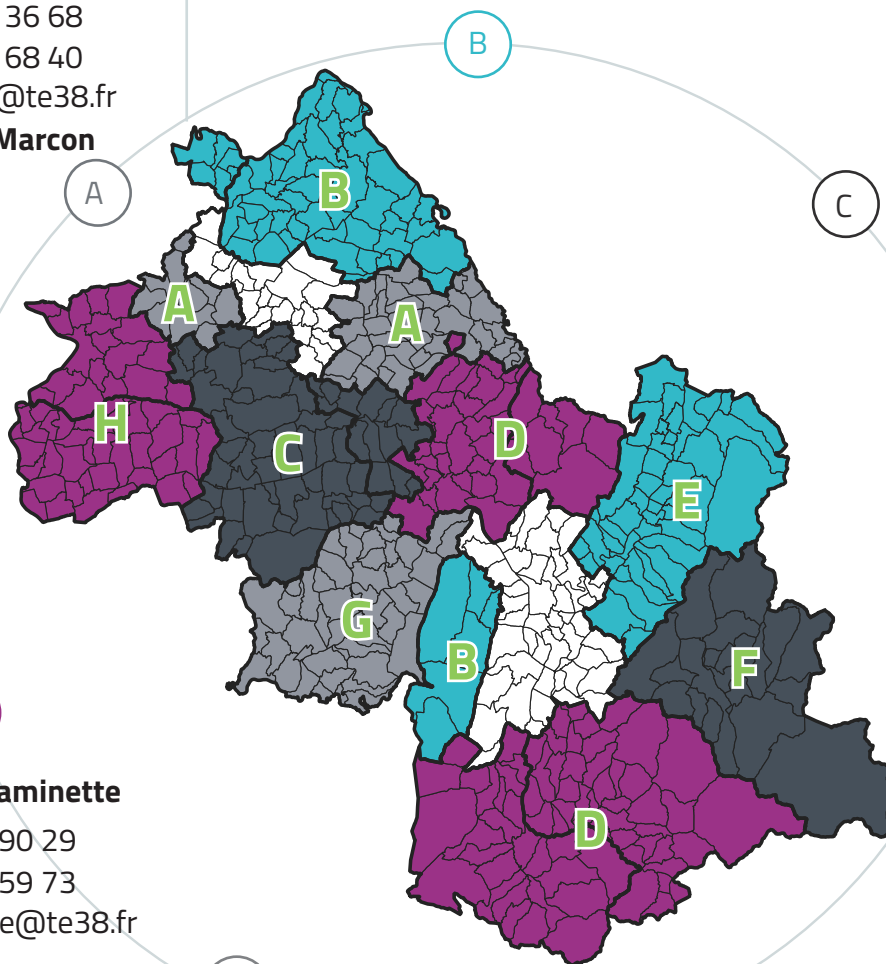 36 68
68 40
@te38.fr
Marcon
B
A
C
B
A
A
H
C
D
E
G
B
F
D
aminette
90 29
59 73
e@te38.fr